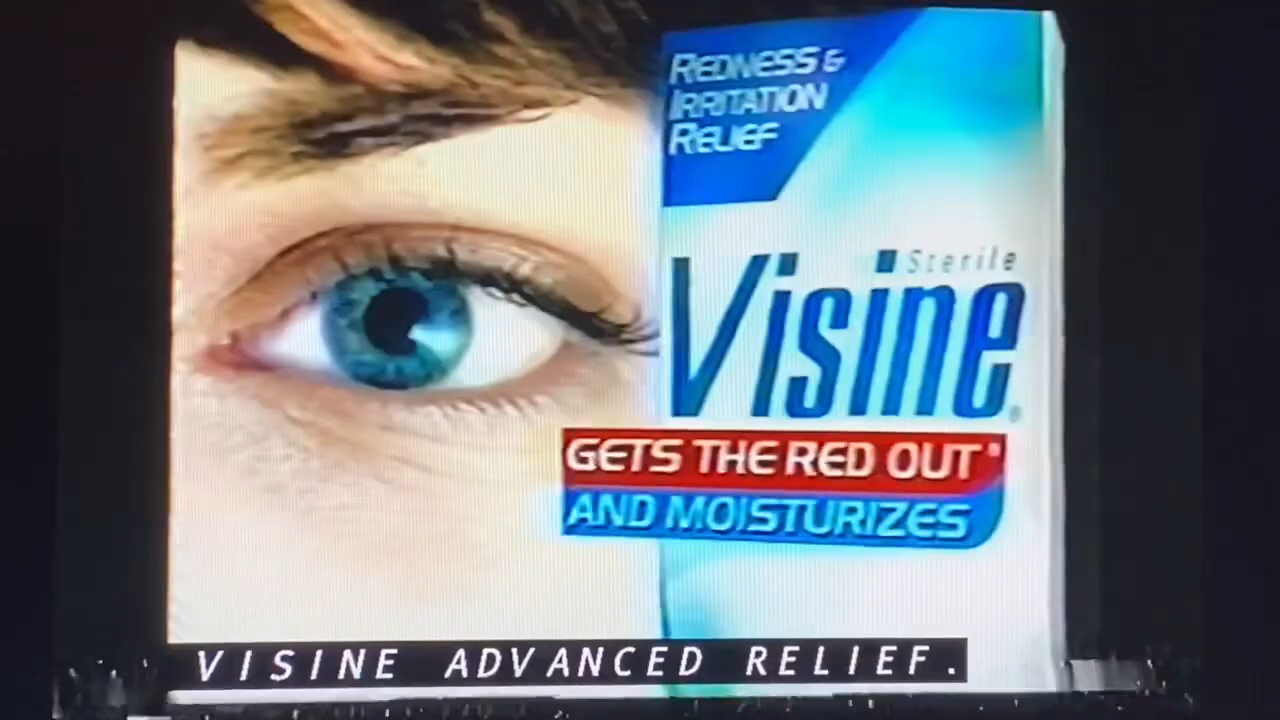 REDNESS &
IRRITATION
RELIEF
Sterile
Visine®
GETS THE RED OUT®
AND MOISTURIZES
VISINE ADVANCED RELIEF.